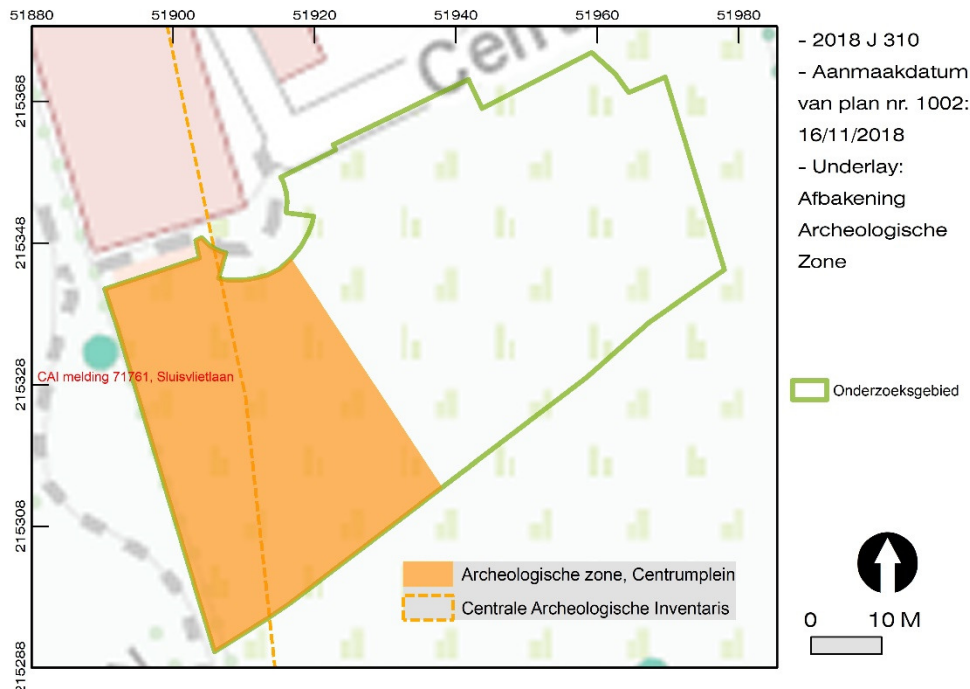 51880 51900 51920 51940 51960 51980
215368
215348
215328
215308
215288
Cent
CAI melding 71761, Sluisvlietlaan
Archeologische zone, Centrumplein
Centrale Archeologische Inventaris
- 2018 J 310
- Aanmaakdatum
van plan nr. 1002:
16/11/2018
- Underlay:
Afbakening
Archeologische
Zone
Onderzoeksgebied
0 10 M